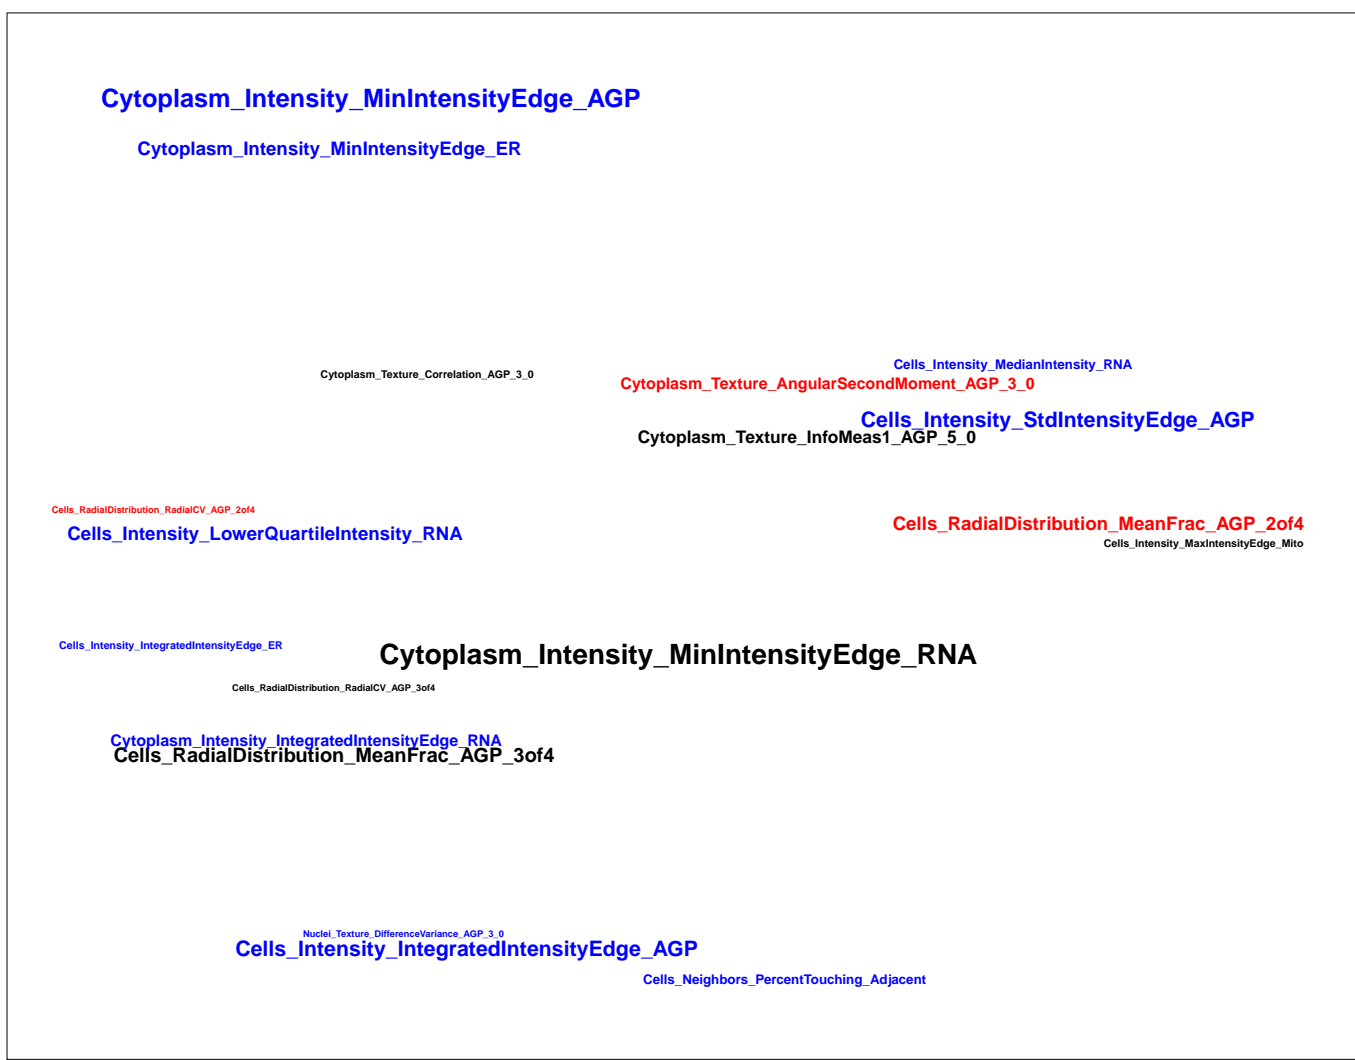 Cytoplasm_Intensity_MinIntensityEdge_AGP
Cytoplasm_Intensity_MinIntensityEdge_ER
Cells_Intensity_MedianIntensity_RNA
Cytoplasm_Texture_Correlation_AGP_3_0
Cytoplasm_Texture_AngularSecondMoment_AGP_3_0
Cells_Intensity_StdIntensityEdge_AGP
Cytoplasm_Texture_InfoMeas1_AGP_5_0
Cells_RadialDistribution_RadialCV_AGP_2of4
Cells_RadialDistribution_MeanFrac_AGP_2of4
Cells_Intensity_LowerQuartileIntensity_RNA
Cells_Intensity_MaxIntensityEdge_Mito
Cells_Intensity_IntegratedIntensityEdge_ER
Cytoplasm_Intensity_MinIntensityEdge_RNA
Cells_RadialDistribution_RadialCV_AGP_3of4
Cytoplasm_Intensity_IntegratedIntensityEdge_RNA
Cells_RadialDistribution_MeanFrac_AGP_3of4
Nuclei_Texture_DifferenceVariance_AGP_3_0
Cells_Intensity_IntegratedIntensityEdge_AGP
Cells_Neighbors_PercentTouching_Adjacent